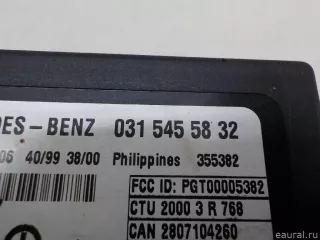 DES-BENZ 031 545 58 32
06 40/99 38/00 Philippines 355382
FCC ID: PGT00005382
CTU 2000 3 R 768
CAN 2807104260
eaural.ru